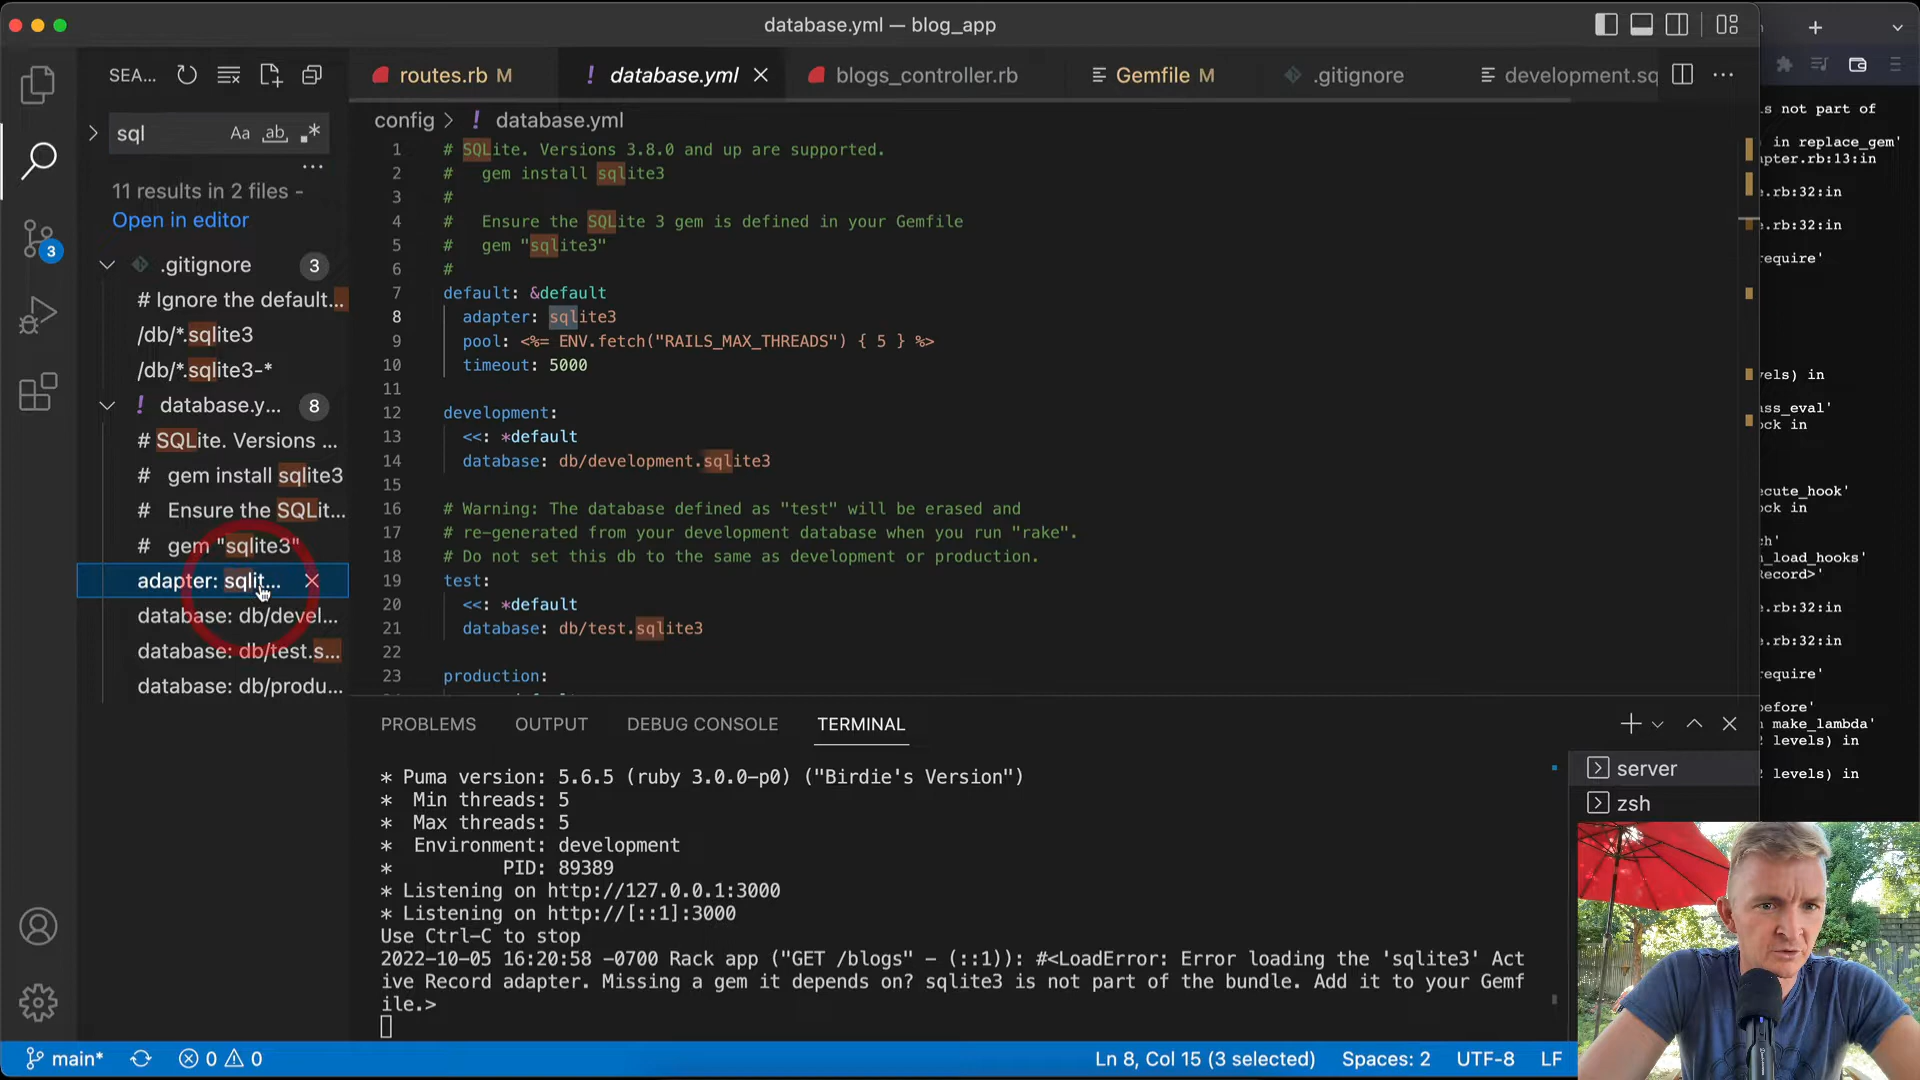 database.yml — blog_app
SEA...
routes.rb M
! database.yml
blogs_controller.rb
Gemfile M
.gitignore
development.sq
sql
Aa ab .*
11 results in 2 files -
Open in editor
.gitignore 3
# Ignore the default...
/db/*.sqlite3
/db/*.sqlite3-*
! database.y... 8
# SQLite. Versions ...
# gem install sqlite3
# Ensure the SQLit...
# gem "sqlite3"
adapter: sqlit...
database: db/devel...
database: db/test.s...
database: db/produ...
3
config > ! database.yml
1 # SQLite. Versions 3.8.0 and up are supported.
2 #   gem install sqlite3
3 #
4 #   Ensure the SQLite 3 gem is defined in your Gemfile
5 #   gem "sqlite3"
6 #
7 default: &default
8   adapter: sqlite3
9   pool: <%= ENV.fetch("RAILS_MAX_THREADS") { 5 } %>
10   timeout: 5000
11
12 development:
13   <<: *default
14   database: db/development.sqlite3
15
16 # Warning: The database defined as "test" will be erased and
17 # re-generated from your development database when you run "rake".
18 # Do not set this db to the same as development or production.
19 test:
20   <<: *default
21   database: db/test.sqlite3
22
23 production:
PROBLEMS OUTPUT DEBUG CONSOLE TERMINAL
* Puma version: 5.6.5 (ruby 3.0.0-p0) ("Birdie's Version")
*  Min threads: 5
*  Max threads: 5
*  Environment: development
*          PID: 89389
* Listening on http://127.0.0.1:3000
* Listening on http://[::1]:3000
Use Ctrl-C to stop
2022-10-05 16:20:58 -0700 Rack app ("GET /blogs" - (::1)): #<LoadError: Error loading the 'sqlite3' Act
ive Record adapter. Missing a gem it depends on? sqlite3 is not part of the bundle. Add it to your Gemf
ile.>
server
zsh
s not part of
in replace_gem'
pter.rb:13:in
.rb:32:in
.rb:32:in
equire'
els) in
ss_eval'
ck in
ecute_hook'
ck in
ch'
_load_hooks'
Record>'
.rb:32:in
.rb:32:in
equire'
efore'
make_lambda'
levels) in
levels) in
main* 0 0
Ln 8, Col 15 (3 selected) Spaces: 2 UTF-8 LF